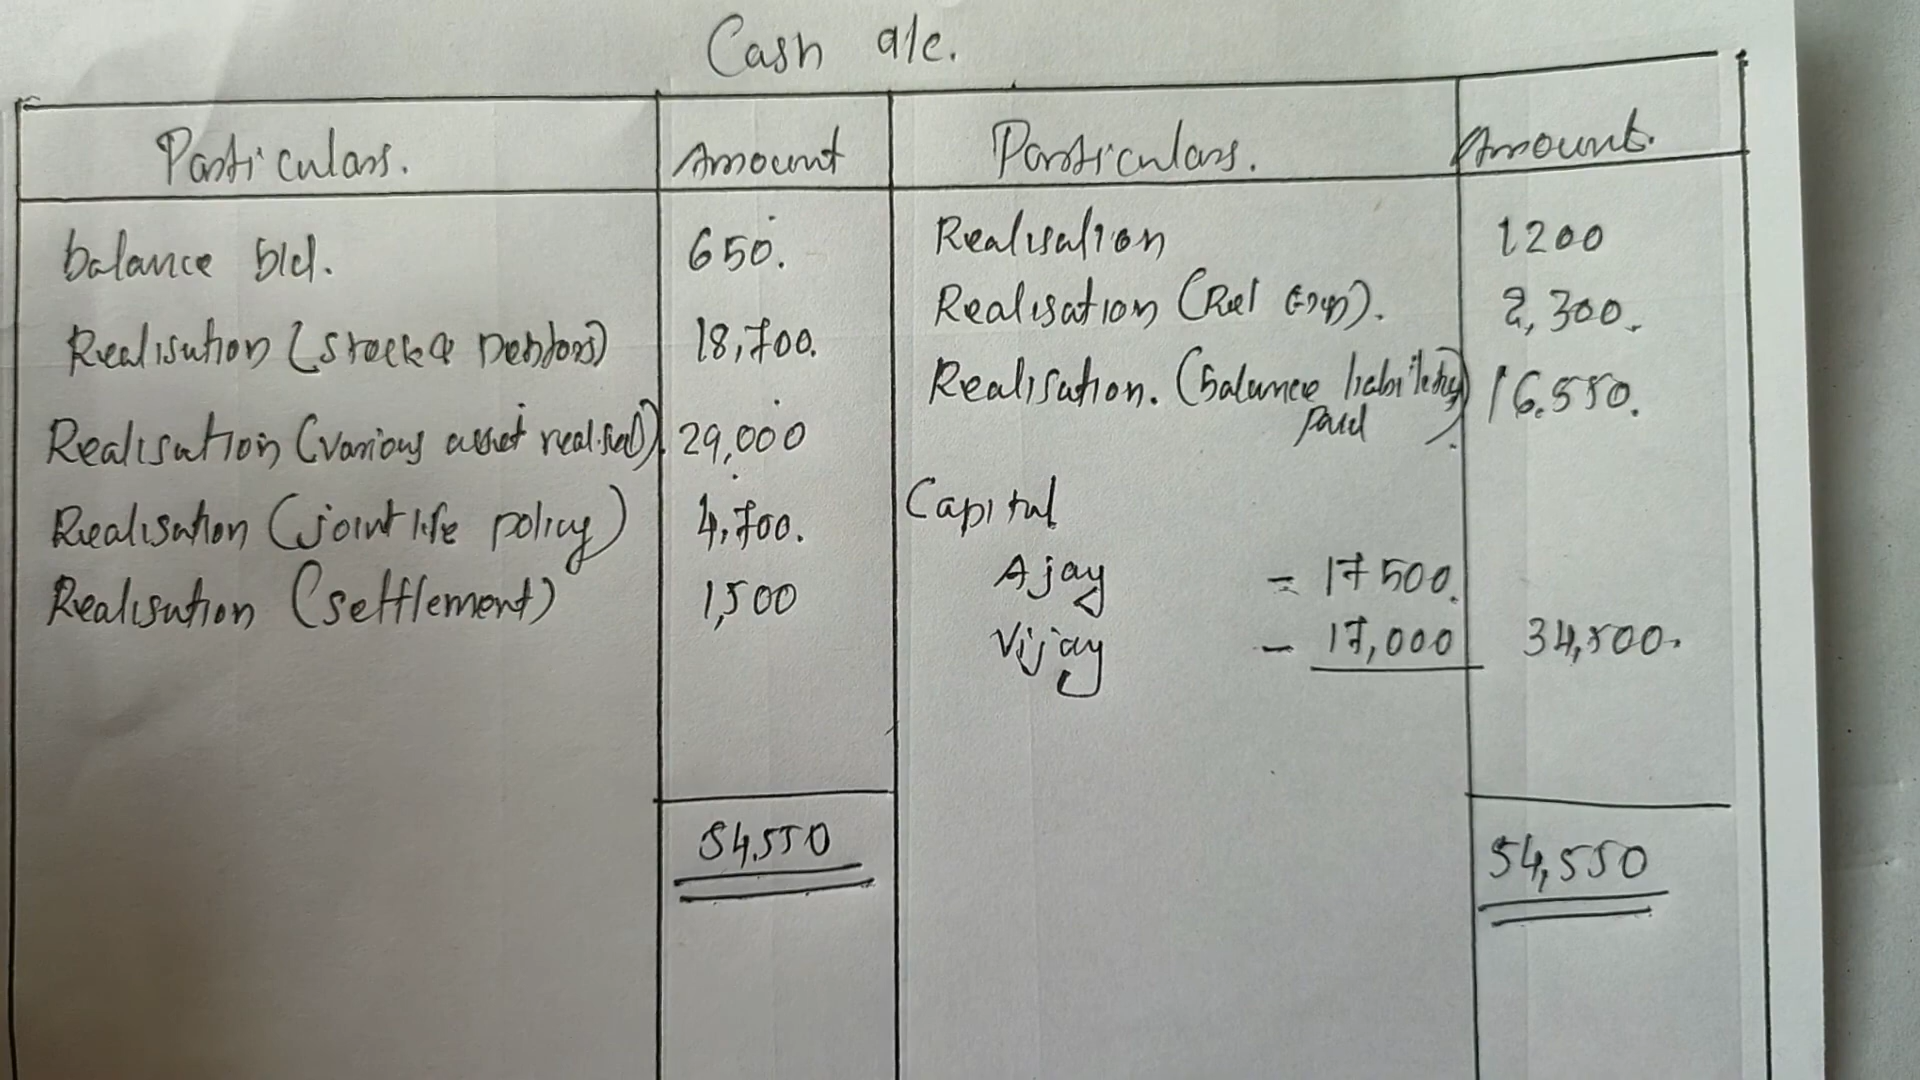 Cash a/c.
Particulars. Amount Particulars. Amount.
balance b/d. 650. Realisation 1200
Realisation (stock & Debtors) 18,700. Realisation (Rel Exp). 2,300.
Realisation (various asset realised). 29,000 Realisation. (balance liability paid) 16,550.
Realisation (joint life policy) 4,700. Capital
Realisation (settlement) 1,500 Ajay = 17500.
Vijay - 17,000 34,500.
54,550 54,550